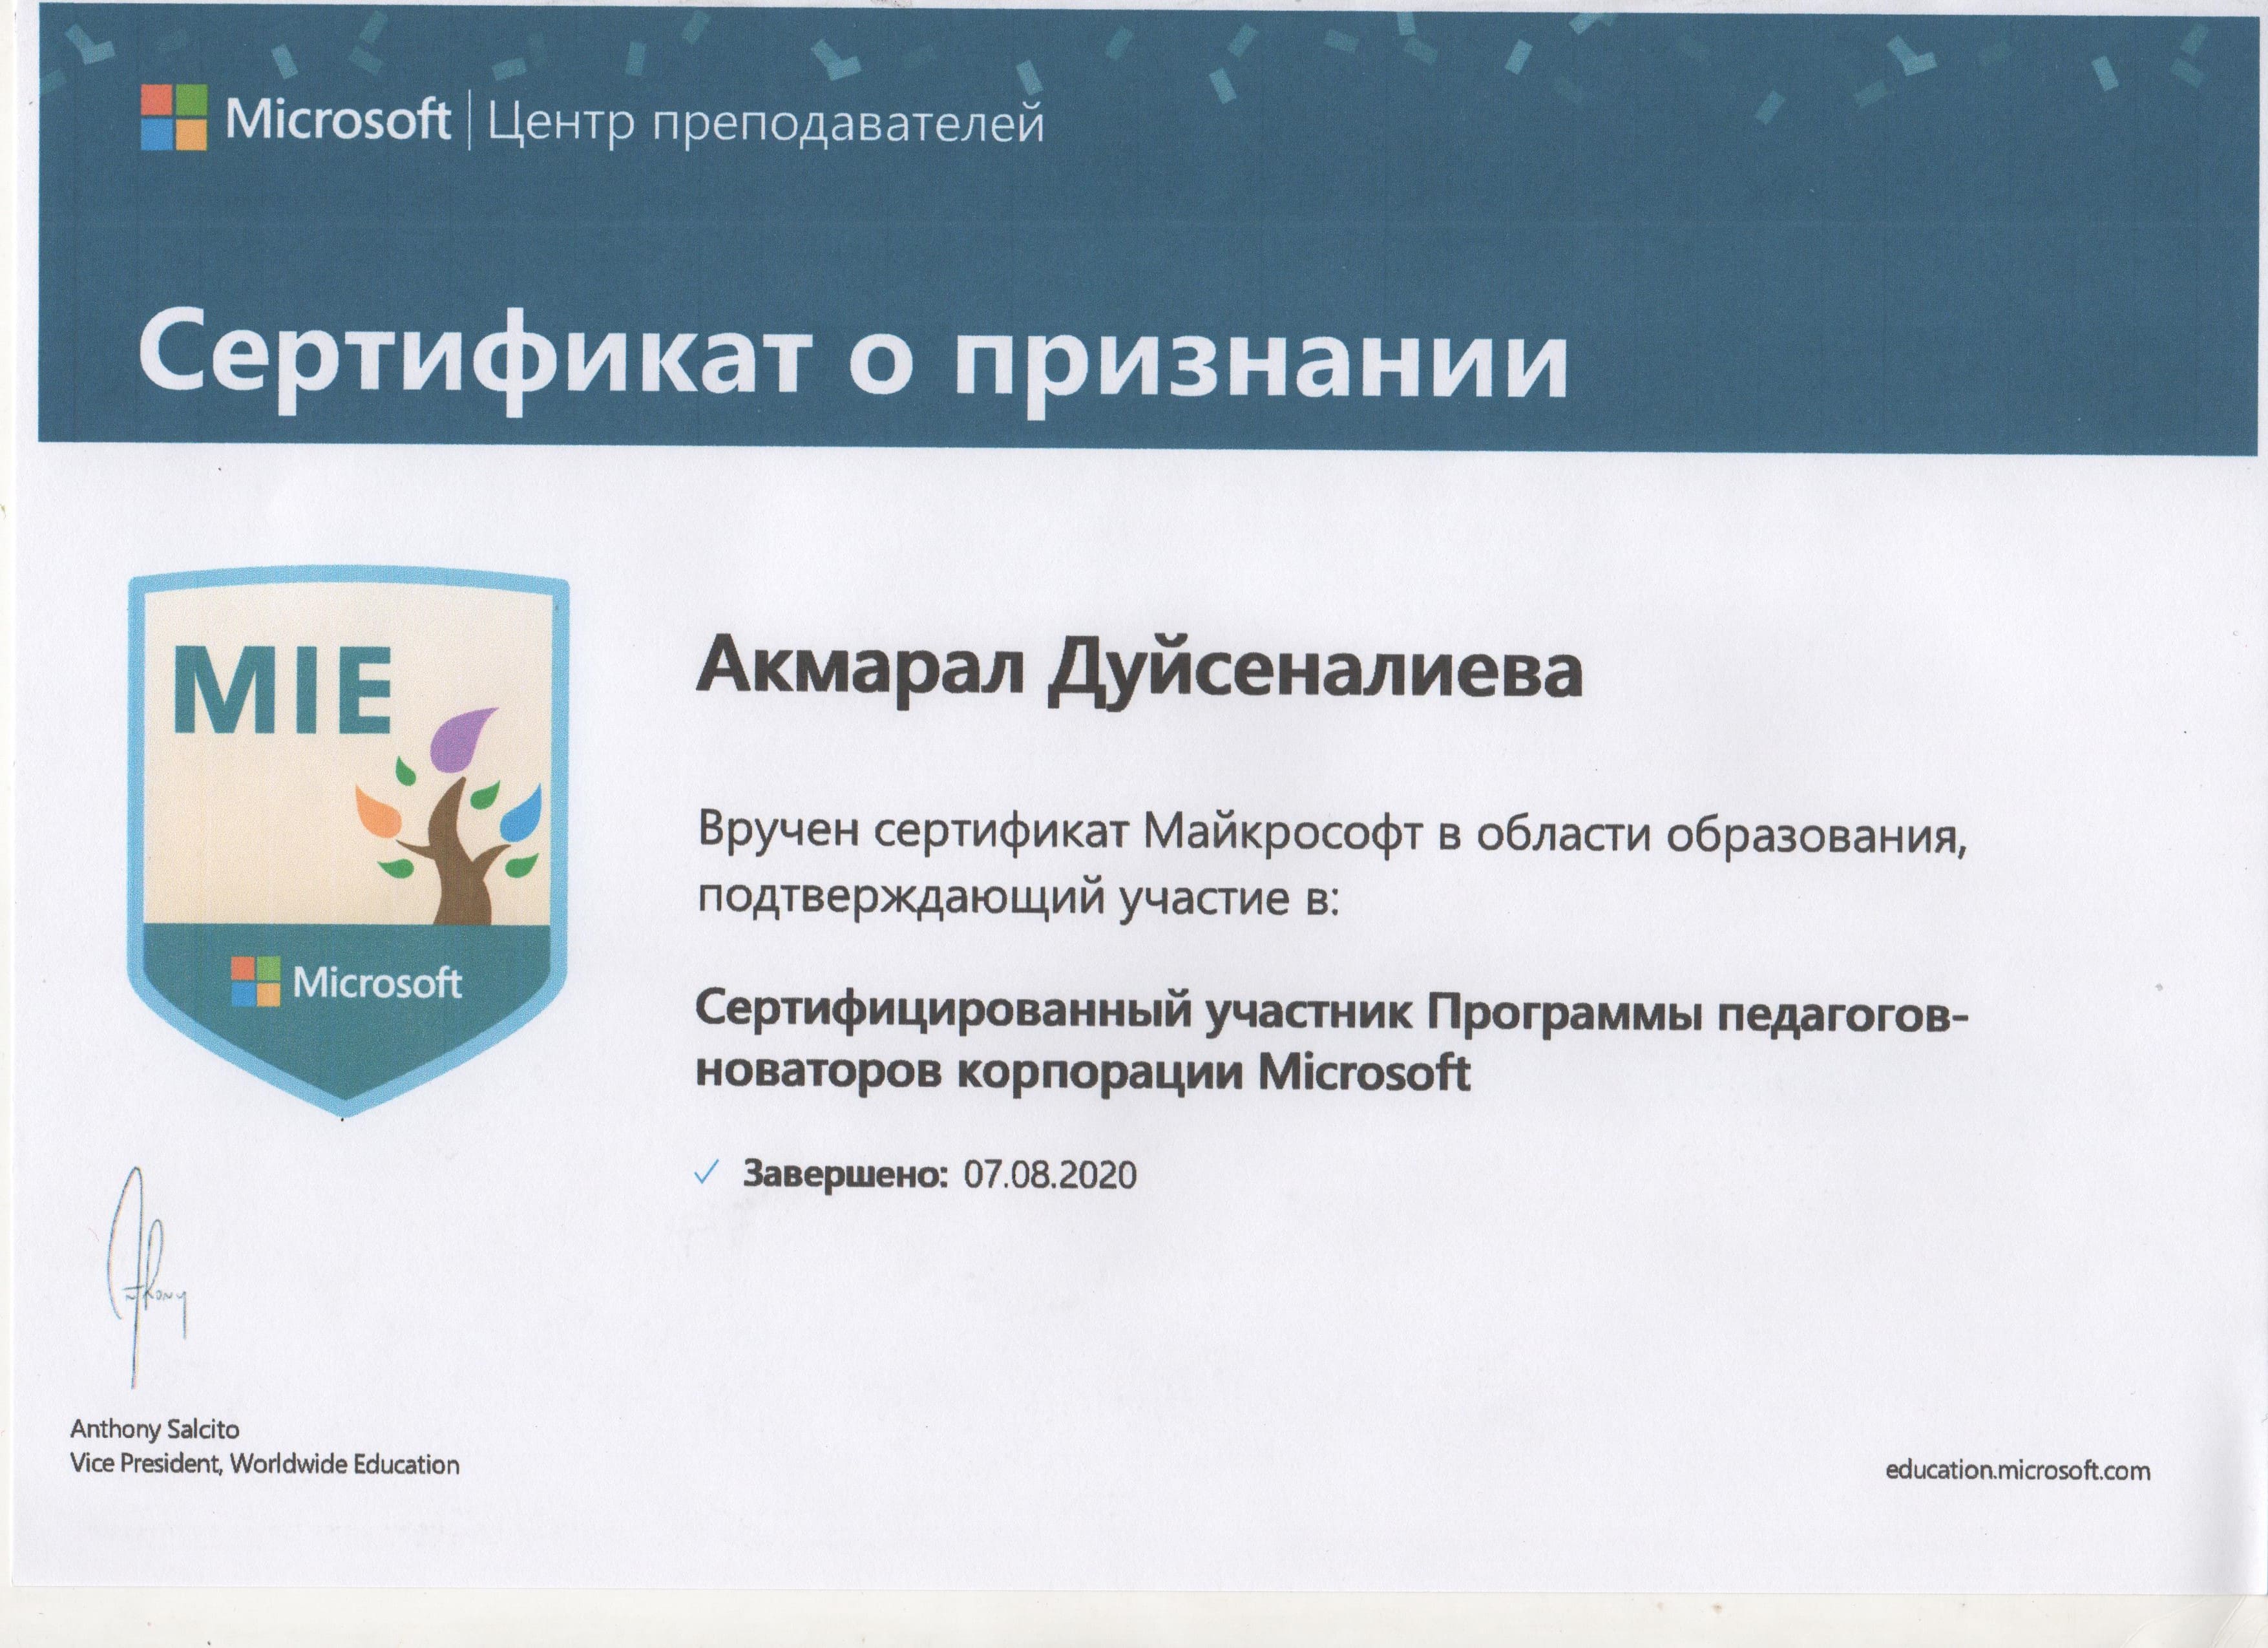 Microsoft | Центр преподавателей
Сертификат о признании
MIE
Microsoft
Акмарал Дуйсеналиева
Вручен сертификат Майкрософт в области образования,
подтверждающий участие в:
Сертифицированный участник Программы педагогов-
новаторов корпорации Microsoft
✓ Завершено: 07.08.2020
Anthony
Anthony Salcito
Vice President, Worldwide Education
education.microsoft.com